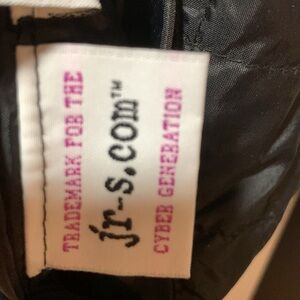 TRADEMARK FOR THE
jr-s.com™
CYBER GENERATION